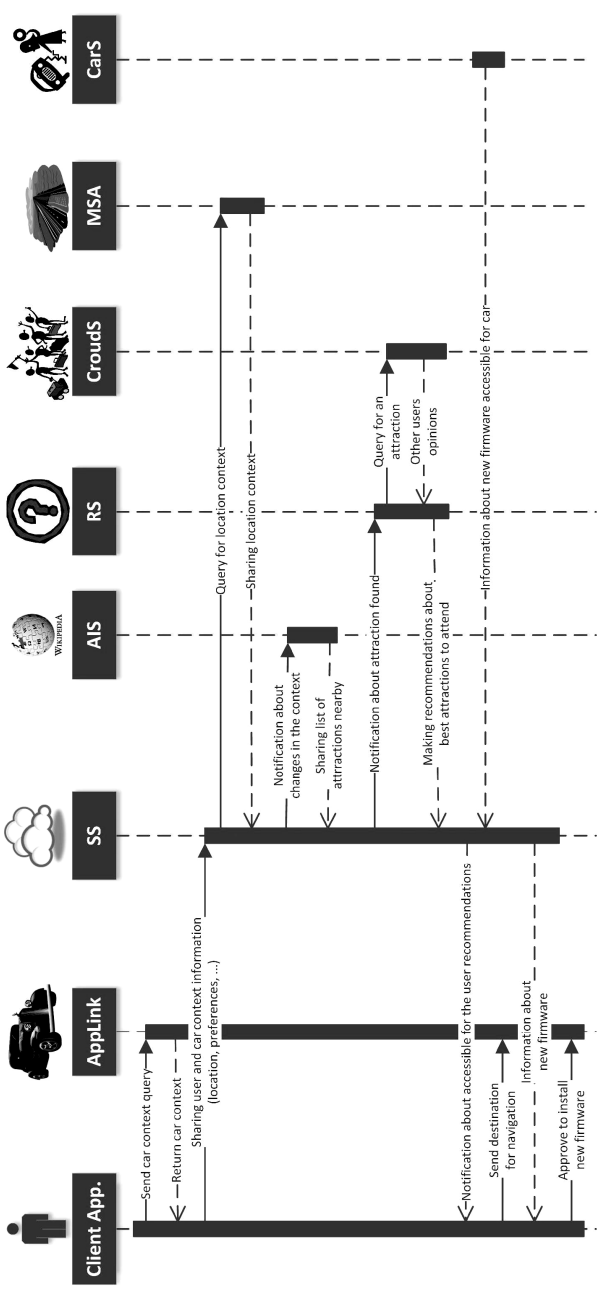 Client App.
AppLink
SS
WIKIPEDIA
AIS
RS
CroudS
MSA
CarS
Send car context query
Return car context
Sharing user and car context information
(location, preferences, ...)
Query for location context
Sharing location context
Notification about
changes in the context
Sharing list of
attrractions nearby
Notification about attraction found
Query for an
attraction
Other users
opinions
Making recommendations about
best attractions to attend
Notification about accessible for the user recommendations
Information about new firmware accessible for car
Send destination
for navigation
Information about
new firmware
Approve to install
new firmware